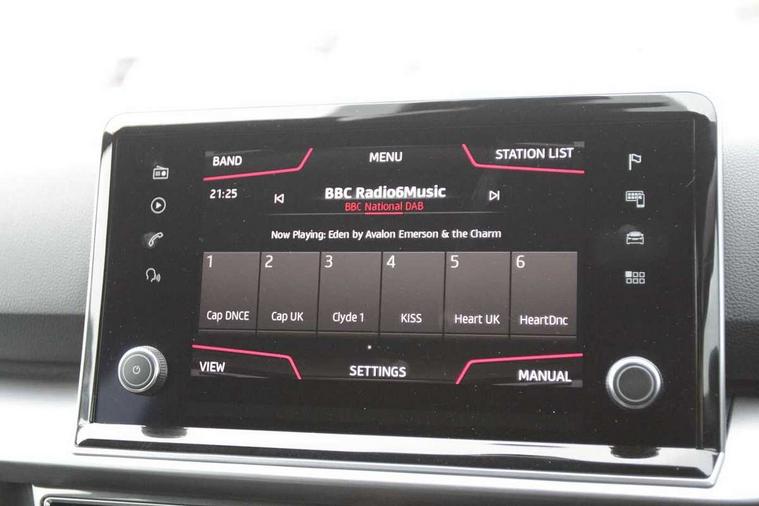 BAND MENU STATION LIST
21:25 BBC Radio6Music
BBC National DAB
Now Playing: Eden by Avalon Emerson & the Charm
1 2 3 4 5 6
Cap DNCE Cap UK Clyde 1 KISS Heart UK HeartDnc
VIEW SETTINGS MANUAL